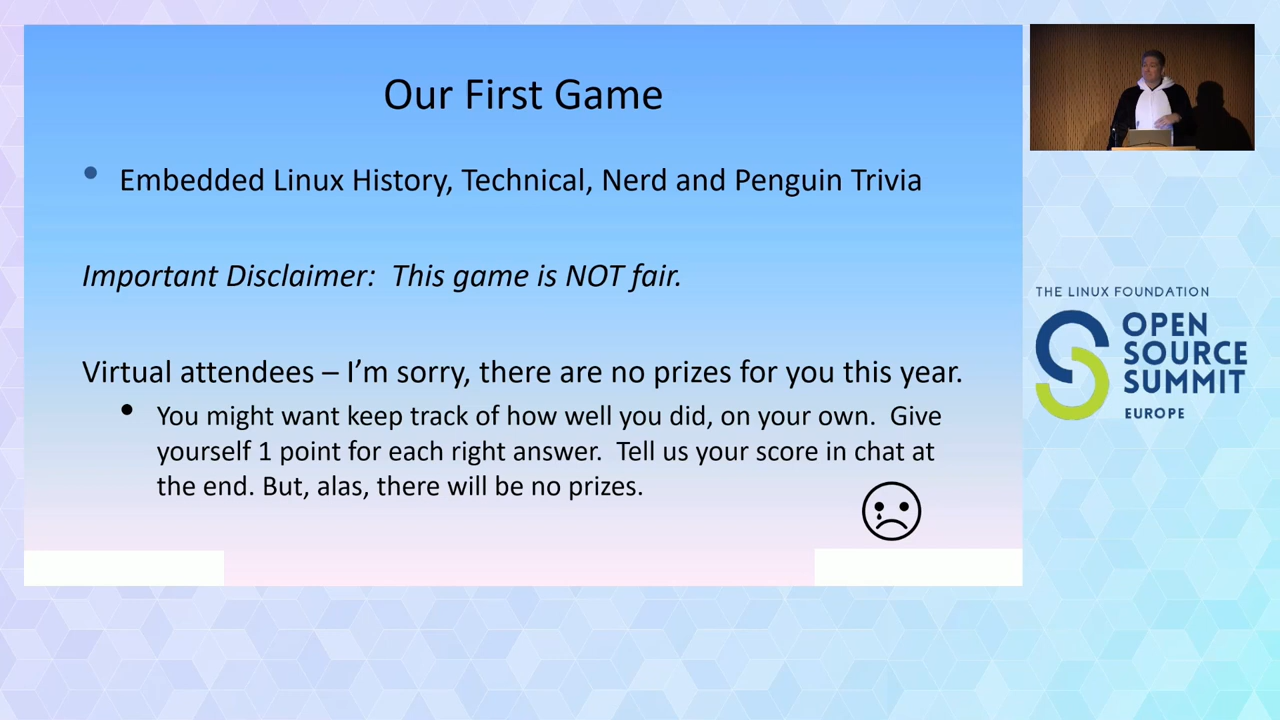 Our First Game
• Embedded Linux History, Technical, Nerd and Penguin Trivia
Important Disclaimer: This game is NOT fair.
Virtual attendees – I’m sorry, there are no prizes for you this year.
• You might want keep track of how well you did, on your own. Give
yourself 1 point for each right answer. Tell us your score in chat at
the end. But, alas, there will be no prizes.
THE LINUX FOUNDATION
OPEN
SOURCE
SUMMIT
EUROPE